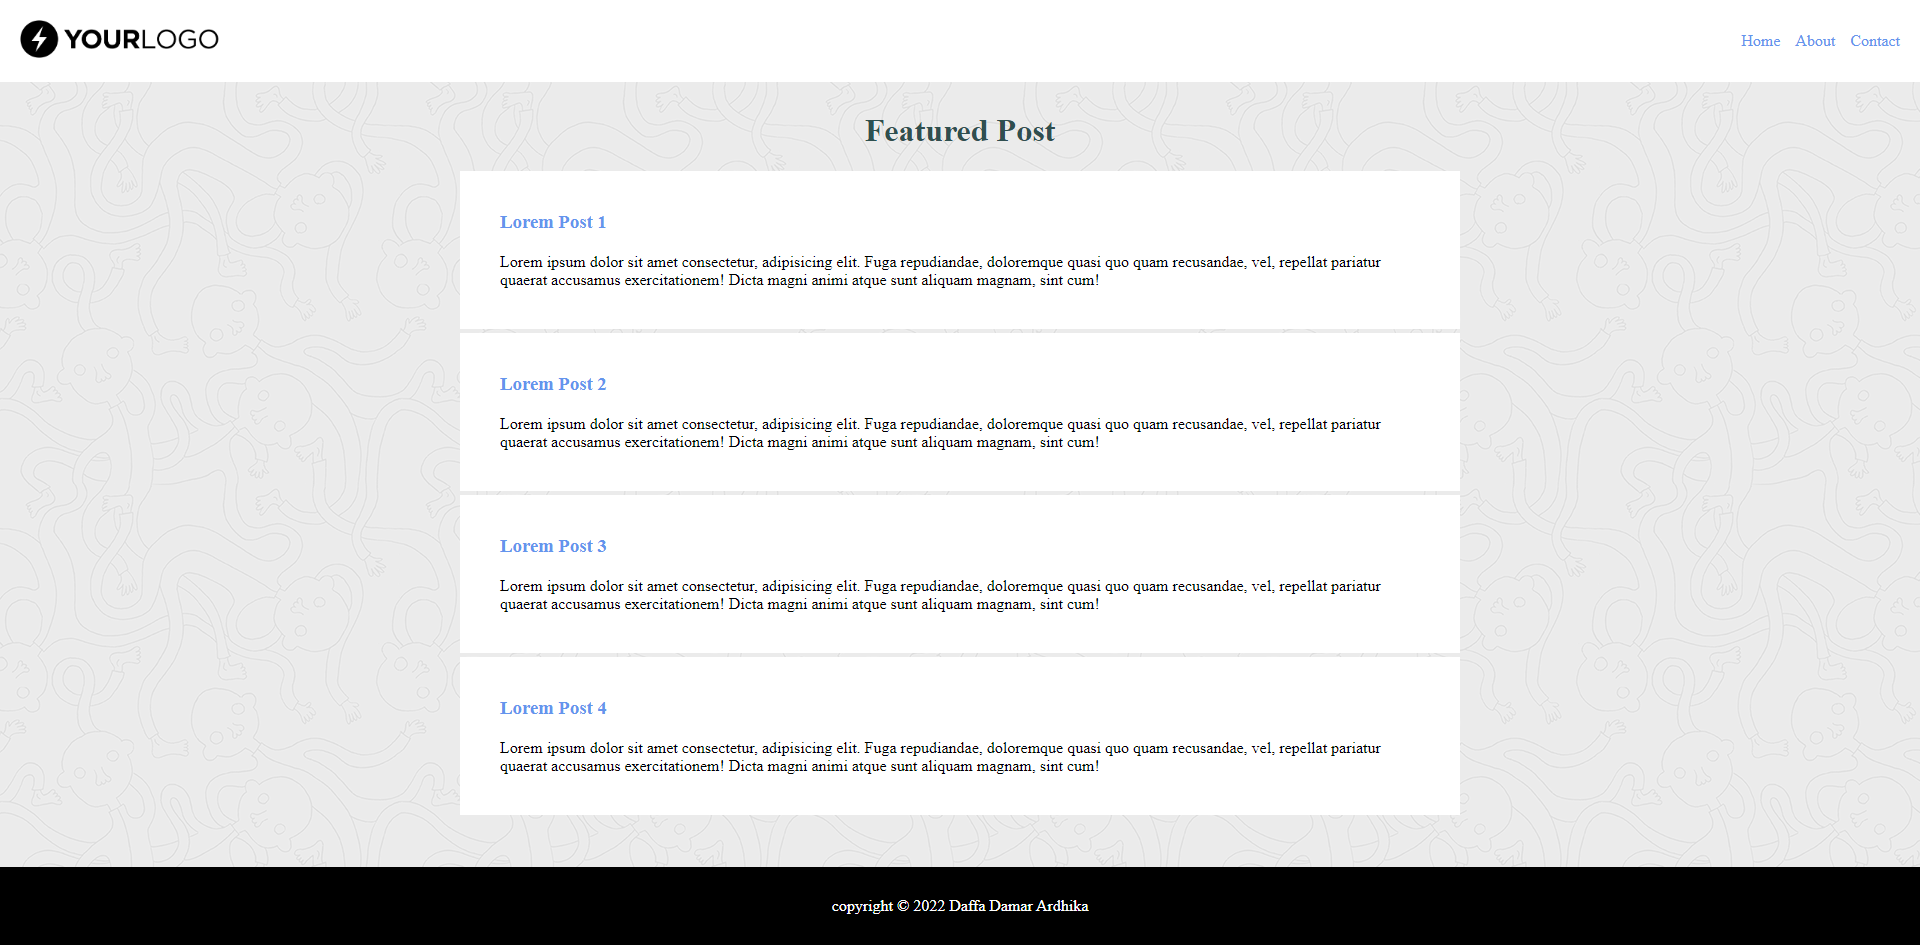 YOURLOGO
Home About Contact
Featured Post
Lorem Post 1
Lorem ipsum dolor sit amet consectetur, adipisicing elit. Fuga repudiandae, doloremque quasi quo quam recusandae, vel, repellat pariatur
quaerat accusamus exercitationem! Dicta magni animi atque sunt aliquam magnam, sint cum!
Lorem Post 2
Lorem ipsum dolor sit amet consectetur, adipisicing elit. Fuga repudiandae, doloremque quasi quo quam recusandae, vel, repellat pariatur
quaerat accusamus exercitationem! Dicta magni animi atque sunt aliquam magnam, sint cum!
Lorem Post 3
Lorem ipsum dolor sit amet consectetur, adipisicing elit. Fuga repudiandae, doloremque quasi quo quam recusandae, vel, repellat pariatur
quaerat accusamus exercitationem! Dicta magni animi atque sunt aliquam magnam, sint cum!
Lorem Post 4
Lorem ipsum dolor sit amet consectetur, adipisicing elit. Fuga repudiandae, doloremque quasi quo quam recusandae, vel, repellat pariatur
quaerat accusamus exercitationem! Dicta magni animi atque sunt aliquam magnam, sint cum!
copyright © 2022 Daffa Damar Ardhika